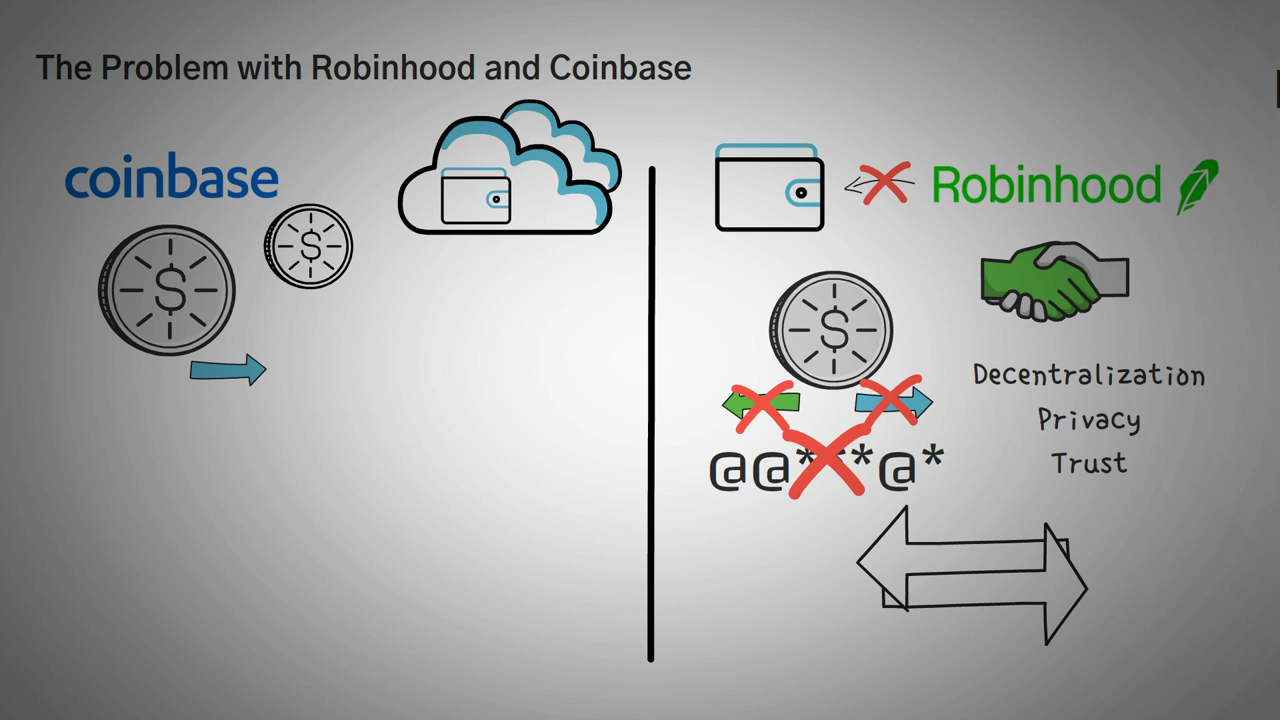 The Problem with Robinhood and Coinbase
coinbase
$
$
Robinhood
$
Decentralization
Privacy
Trust
@@***@*